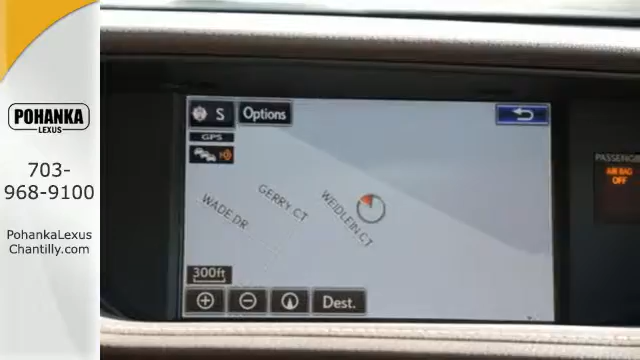 POHANKA
LEXUS
703-
968-9100
PohankaLexus
Chantilly.com
S Options
GPS
WADE DR
GERRY CT
WEIDLEIN CT
300ft
Dest.
PASSENGE
AIR BAG
OFF